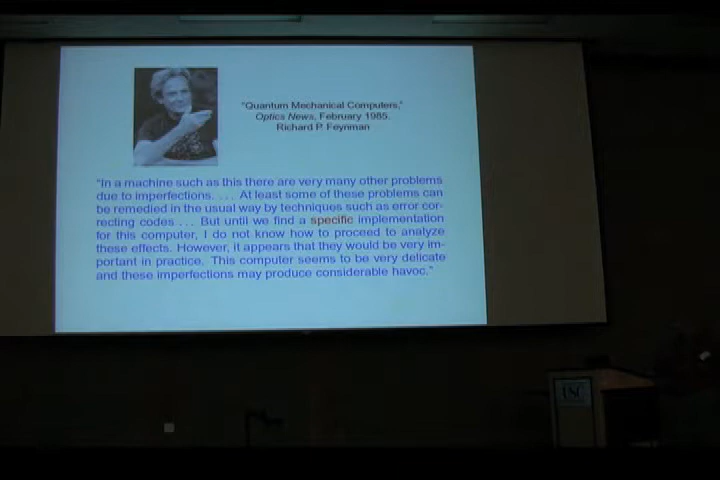 "Quantum Mechanical Computers,"
Optics News, February 1985.
Richard P. Feynman
"In a machine such as this there are very many other problems
due to imperfections. ... At least some of these problems can
be remedied in the usual way by techniques such as error cor-
recting codes ... But until we find a specific implementation
for this computer, I do not know how to proceed to analyze
these effects. However, it appears that they would be very im-
portant in practice. This computer seems to be very delicate
and these imperfections may produce considerable havoc."
USC